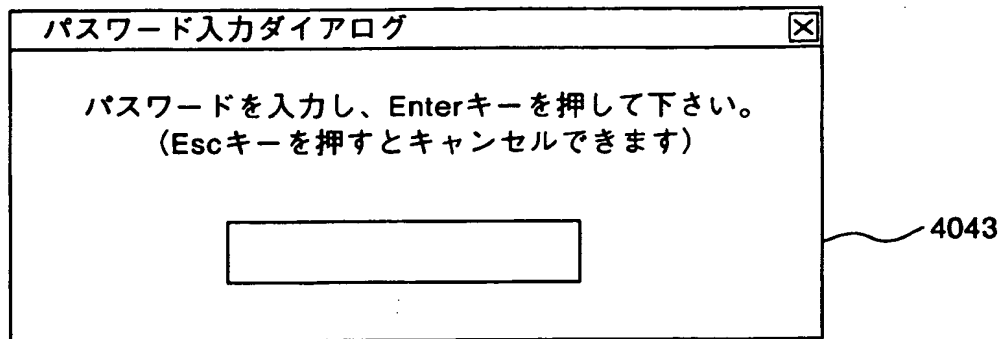 パスワード入力ダイアログ
パスワードを入力し、Enterキーを押して下さい。
（Escキーを押すとキャンセルできます）
4043